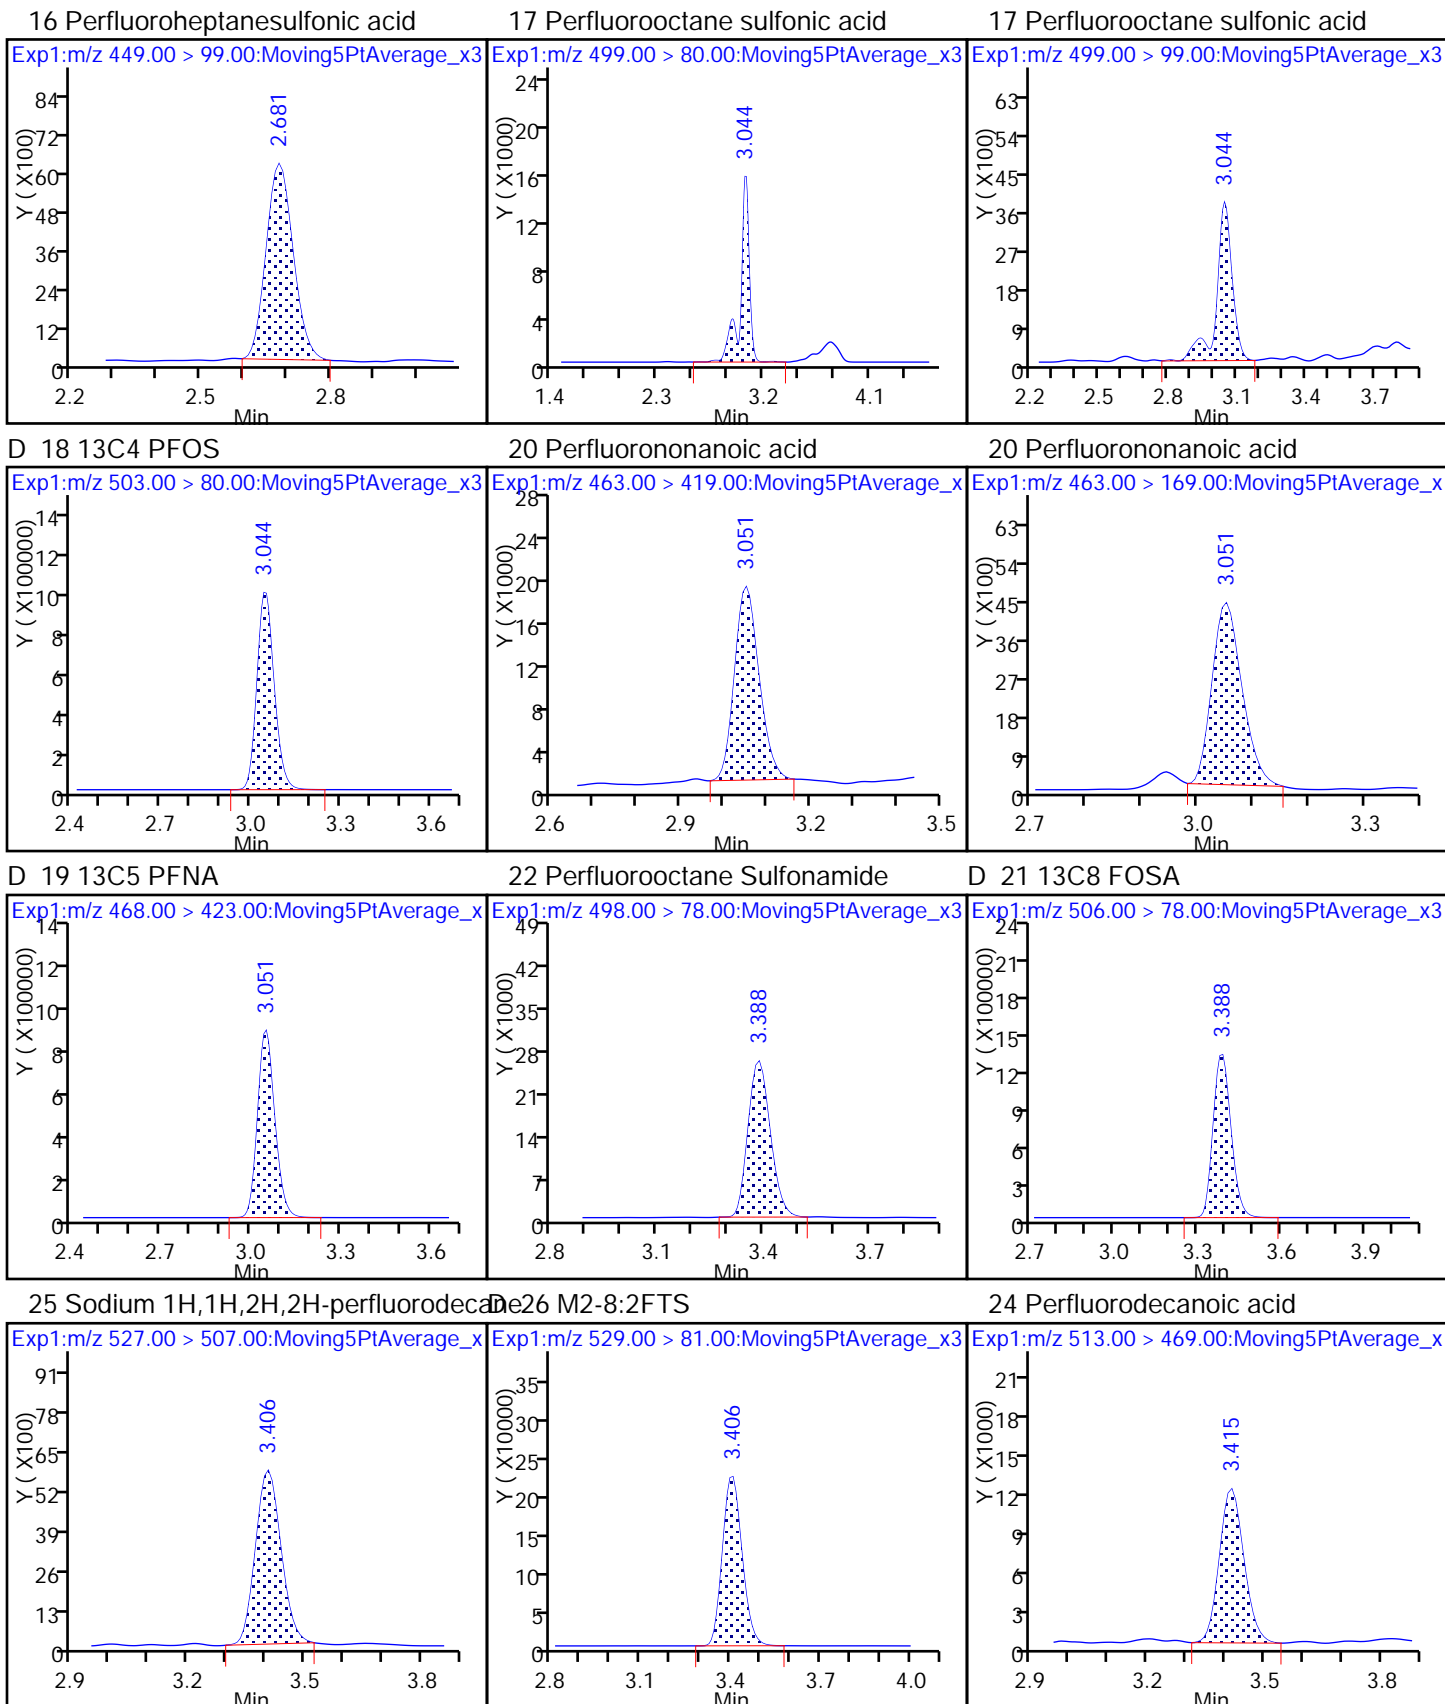 16 Perfluoroheptanesulfonic acid
Exp1:m/z 449.00 > 99.00:Moving5PtAverage_x3
Y ( X100)
84
72
60
48
36
24
12
0
2.681
2.2 2.5 2.8
Min
17 Perfluorooctane sulfonic acid
Exp1:m/z 499.00 > 80.00:Moving5PtAverage_x3
Y ( X1000)
24
20
16
12
8
4
0
3.044
1.4 2.3 3.2 4.1
Min
17 Perfluorooctane sulfonic acid
Exp1:m/z 499.00 > 99.00:Moving5PtAverage_x3
Y ( X100)
63
54
45
36
27
18
9
0
3.044
2.2 2.5 2.8 3.1 3.4 3.7
Min
D 18 13C4 PFOS
Exp1:m/z 503.00 > 80.00:Moving5PtAverage_x3
Y ( X100000)
14
12
10
8
6
4
2
0
3.044
2.4 2.7 3.0 3.3 3.6
Min
20 Perfluorononanoic acid
Exp1:m/z 463.00 > 419.00:Moving5PtAverage_x
Y ( X1000)
28
24
20
16
12
8
4
0
3.051
2.6 2.9 3.2 3.5
Min
20 Perfluorononanoic acid
Exp1:m/z 463.00 > 169.00:Moving5PtAverage_x
Y ( X100)
63
54
45
36
27
18
9
0
3.051
2.7 3.0 3.3
Min
D 19 13C5 PFNA
Exp1:m/z 468.00 > 423.00:Moving5PtAverage_x
Y ( X100000)
14
12
10
8
6
4
2
0
3.051
2.4 2.7 3.0 3.3 3.6
Min
22 Perfluorooctane Sulfonamide
Exp1:m/z 498.00 > 78.00:Moving5PtAverage_x3
Y ( X1000)
49
42
35
28
21
14
7
0
3.388
2.8 3.1 3.4 3.7
Min
D 21 13C8 FOSA
Exp1:m/z 506.00 > 78.00:Moving5PtAverage_x3
Y ( X100000)
24
21
18
15
12
9
6
3
0
3.388
2.7 3.0 3.3 3.6 3.9
Min
25 Sodium 1H,1H,2H,2H-perfluorodecane
Exp1:m/z 527.00 > 507.00:Moving5PtAverage_x
Y ( X100)
91
78
65
52
39
26
13
0
3.406
2.9 3.2 3.5 3.8
Min
D 26 M2-8:2FTS
Exp1:m/z 529.00 > 81.00:Moving5PtAverage_x3
Y ( X10000)
35
30
25
20
15
10
5
0
3.406
2.8 3.1 3.4 3.7 4.0
Min
24 Perfluorodecanoic acid
Exp1:m/z 513.00 > 469.00:Moving5PtAverage_x
Y ( X1000)
21
18
15
12
9
6
3
0
3.415
2.9 3.2 3.5 3.8
Min